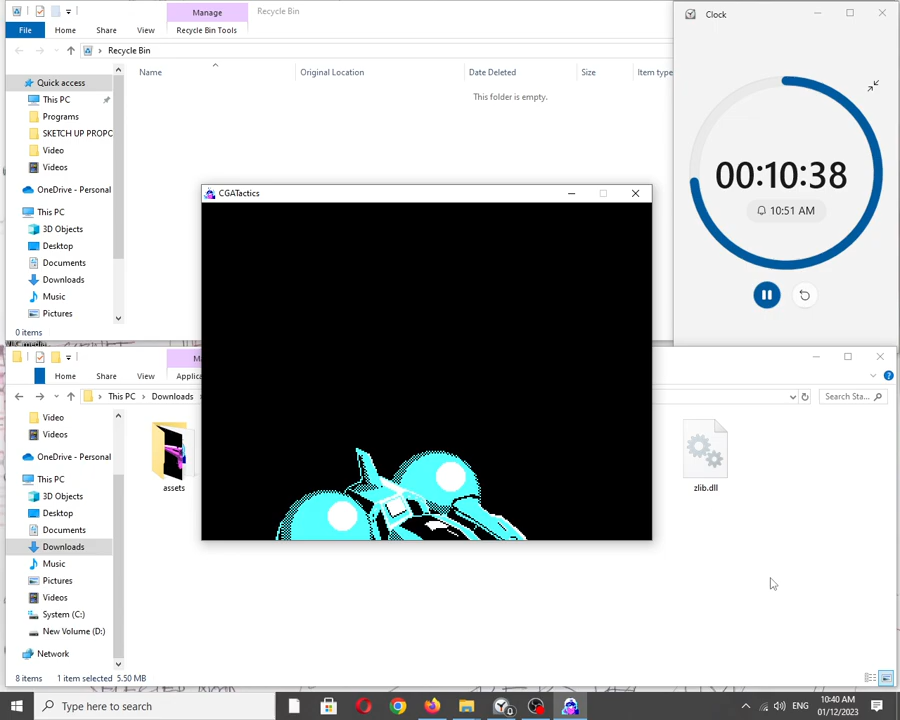 Manage
Recycle Bin
File
Home
Share
View
Recycle Bin Tools
Recycle Bin
Name
Original Location
Date Deleted
Size
Item type
This folder is empty.
Quick access
This PC
Programs
SKETCH UP PROPC
Video
Videos
OneDrive - Personal
This PC
3D Objects
Desktop
Documents
Downloads
Music
Pictures
0 items
Clock
00:10:38
10:51 AM
CGATactics
Home
Share
View
Applic
This PC
Downloads
Search Sta...
Video
Videos
OneDrive - Personal
This PC
3D Objects
Desktop
Documents
Downloads
Music
Pictures
Videos
System (C:)
New Volume (D:)
Network
assets
zlib.dll
8 items
1 item selected
5.50 MB
Type here to search
ENG
10:40 AM
01/12/2023